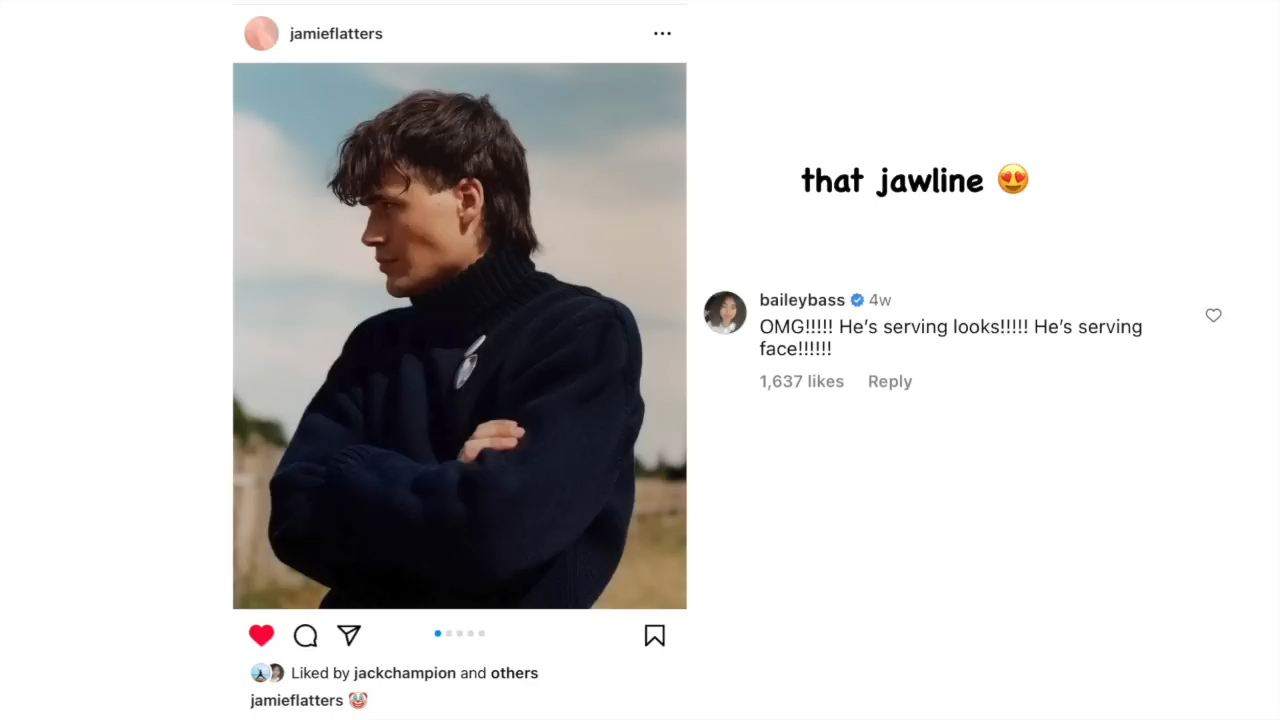 jamieflatters
that jawline 😍
baileybass 4w
OMG!!!!! He's serving looks!!!!! He's serving
face!!!!!!
1,637 likes Reply
Liked by jackchampion and others
jamieflatters 🤡